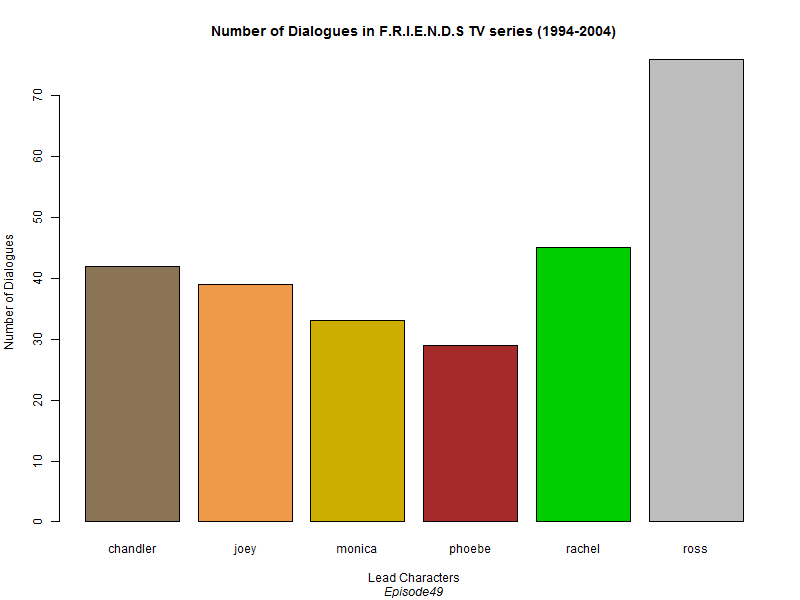 Number of Dialogues in F.R.I.E.N.D.S TV series (1994-2004)
Number of Dialogues
70
60
50
40
30
20
10
0
chandler joey monica phoebe rachel ross
Lead Characters
Episode49